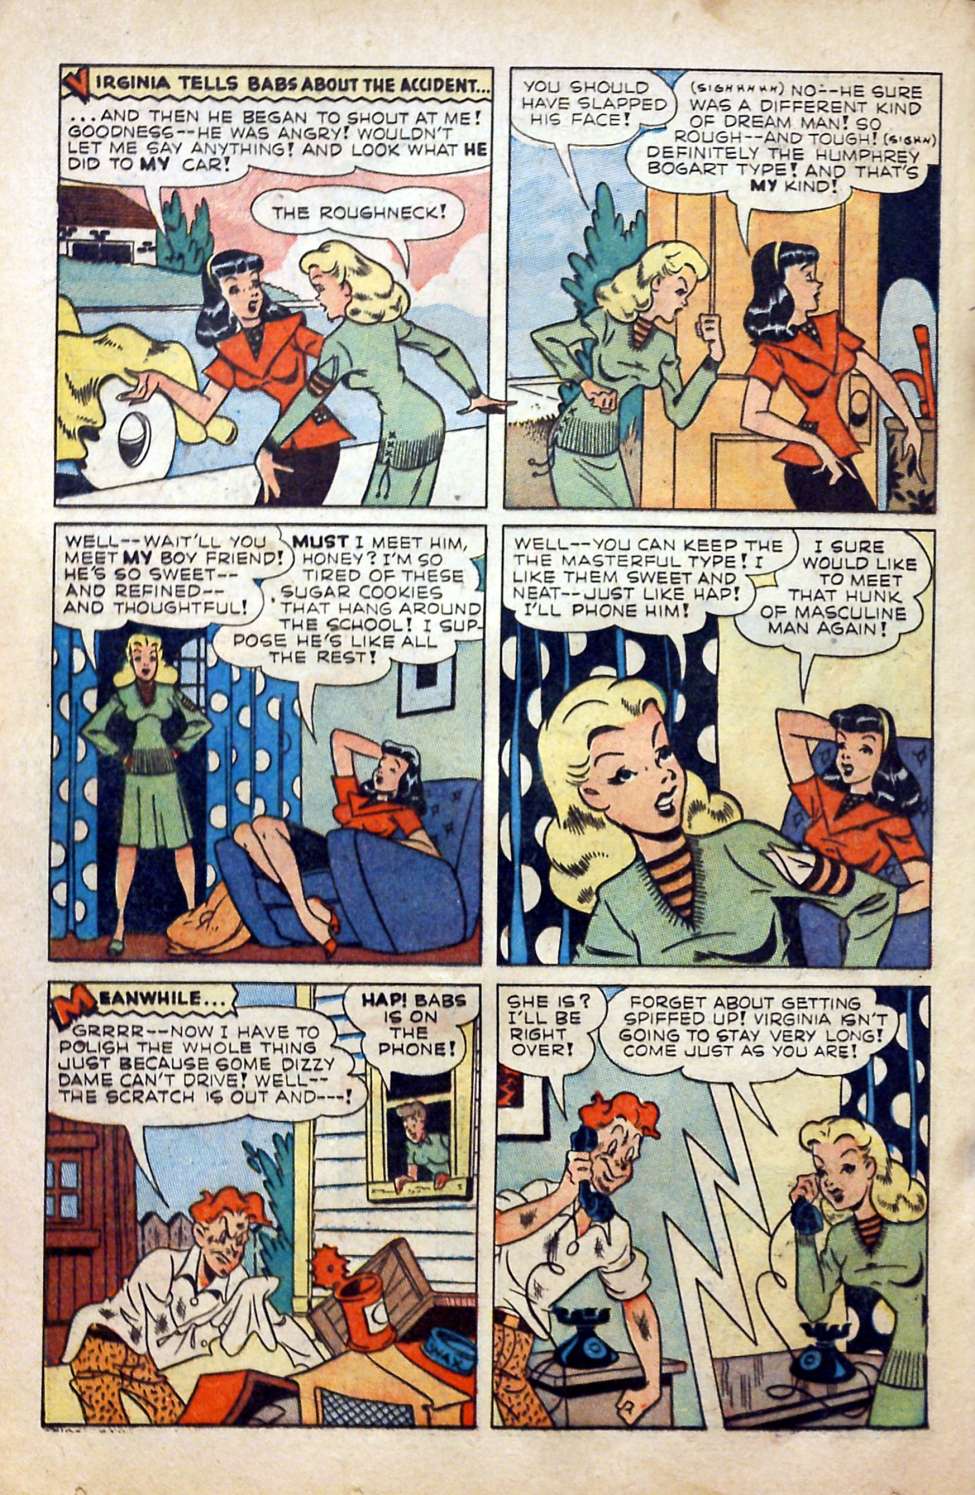 VIRGINIA TELLS BABS ABOUT THE ACCIDENT...
...AND THEN HE BEGAN TO SHOUT AT ME!
GOODNESS--HE WAS ANGRY! WOULDN'T
LET ME SAY ANYTHING! AND LOOK WHAT HE
DID TO MY CAR!
THE ROUGHNECK!
YOU SHOULD
HAVE SLAPPED
HIS FACE!
(SIGHHHHH) NO--HE SURE
WAS A DIFFERENT KIND
OF DREAM MAN! SO
ROUGH--AND TOUGH! (SIGHH)
DEFINITELY THE HUMPHREY
BOGART TYPE! AND THAT'S
MY KIND!
WELL--WAIT'LL YOU
MEET MY BOY FRIEND!
HE'S SO SWEET--
AND REFINED--
AND THOUGHTFUL!
MUST I MEET HIM,
HONEY? I'M SO
TIRED OF THESE
SUGAR COOKIES
THAT HANG AROUND
THE SCHOOL! I SUP-
POSE HE'S LIKE ALL
THE REST!
WELL--YOU CAN KEEP THE
THE MASTERFUL TYPE! I
LIKE THEM SWEET AND
NEAT--JUST LIKE HAP!
I'LL PHONE HIM!
I SURE
WOULD LIKE
TO MEET
THAT HUNK
OF MASCULINE
MAN AGAIN!
MEANWHILE...
GRRRR--NOW I HAVE TO
POLISH THE WHOLE THING
JUST BECAUSE SOME DIZZY
DAME CAN'T DRIVE! WELL--
THE SCRATCH IS OUT AND---!
HAP! BABS
IS ON
THE
PHONE!
WAX
SHE IS?
I'LL BE
RIGHT
OVER!
FORGET ABOUT GETTING
SPIFFED UP! VIRGINIA ISN'T
GOING TO STAY VERY LONG!
COME JUST AS YOU ARE!